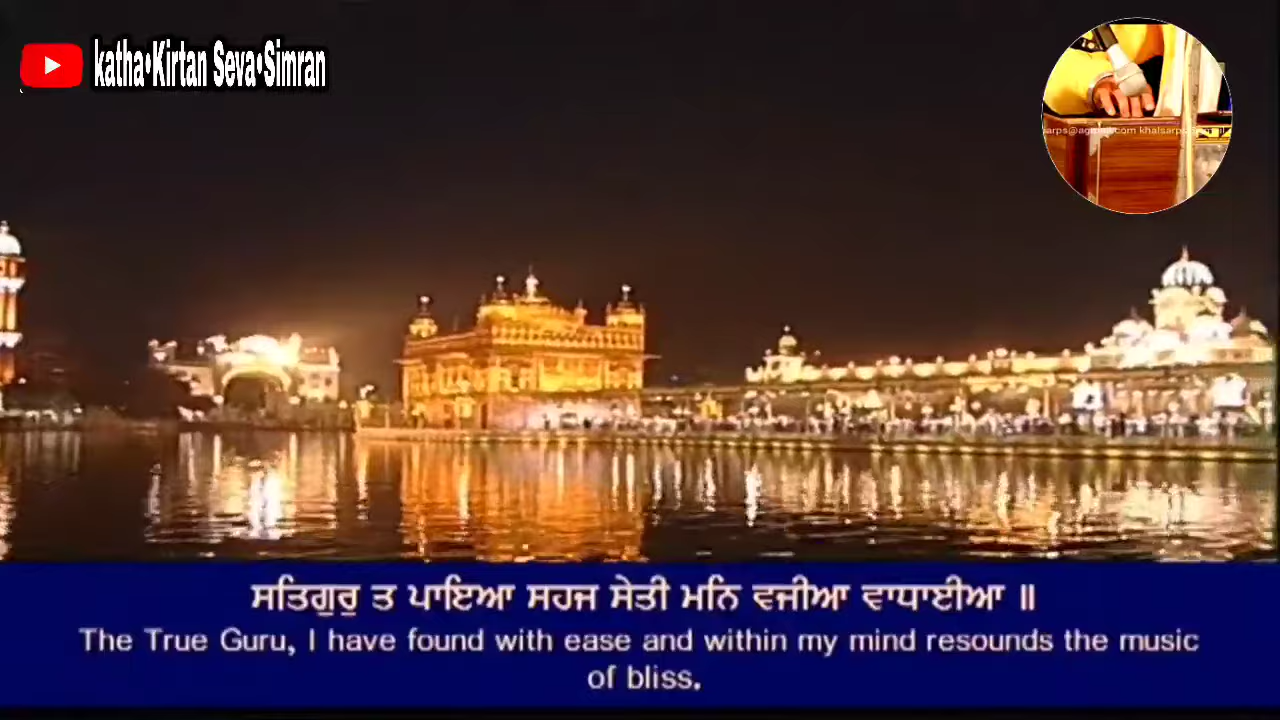 katha•Kirtan Seva•Simran
ਸਤਿਗੁਰੁ ਤ ਪਾਇਆ ਸਹਜ ਸੇਤੀ ਮਨਿ ਵਜੀਆ ਵਾਧਾਈਆ ॥
The True Guru, I have found with ease and within my mind resounds the music
of bliss.